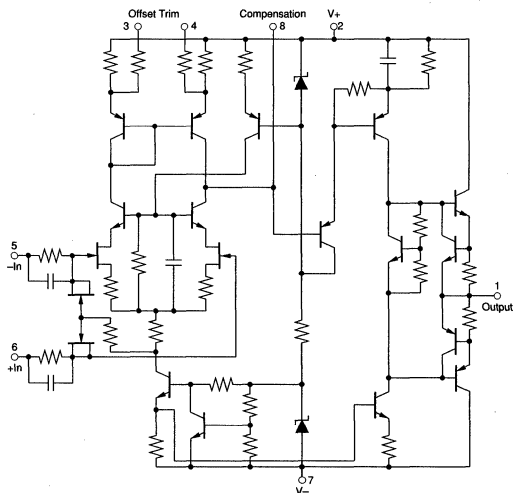 Offset Trim
Compensation
V+
3
4
8
2
5
−In
6
+In
1
Output
7
V−